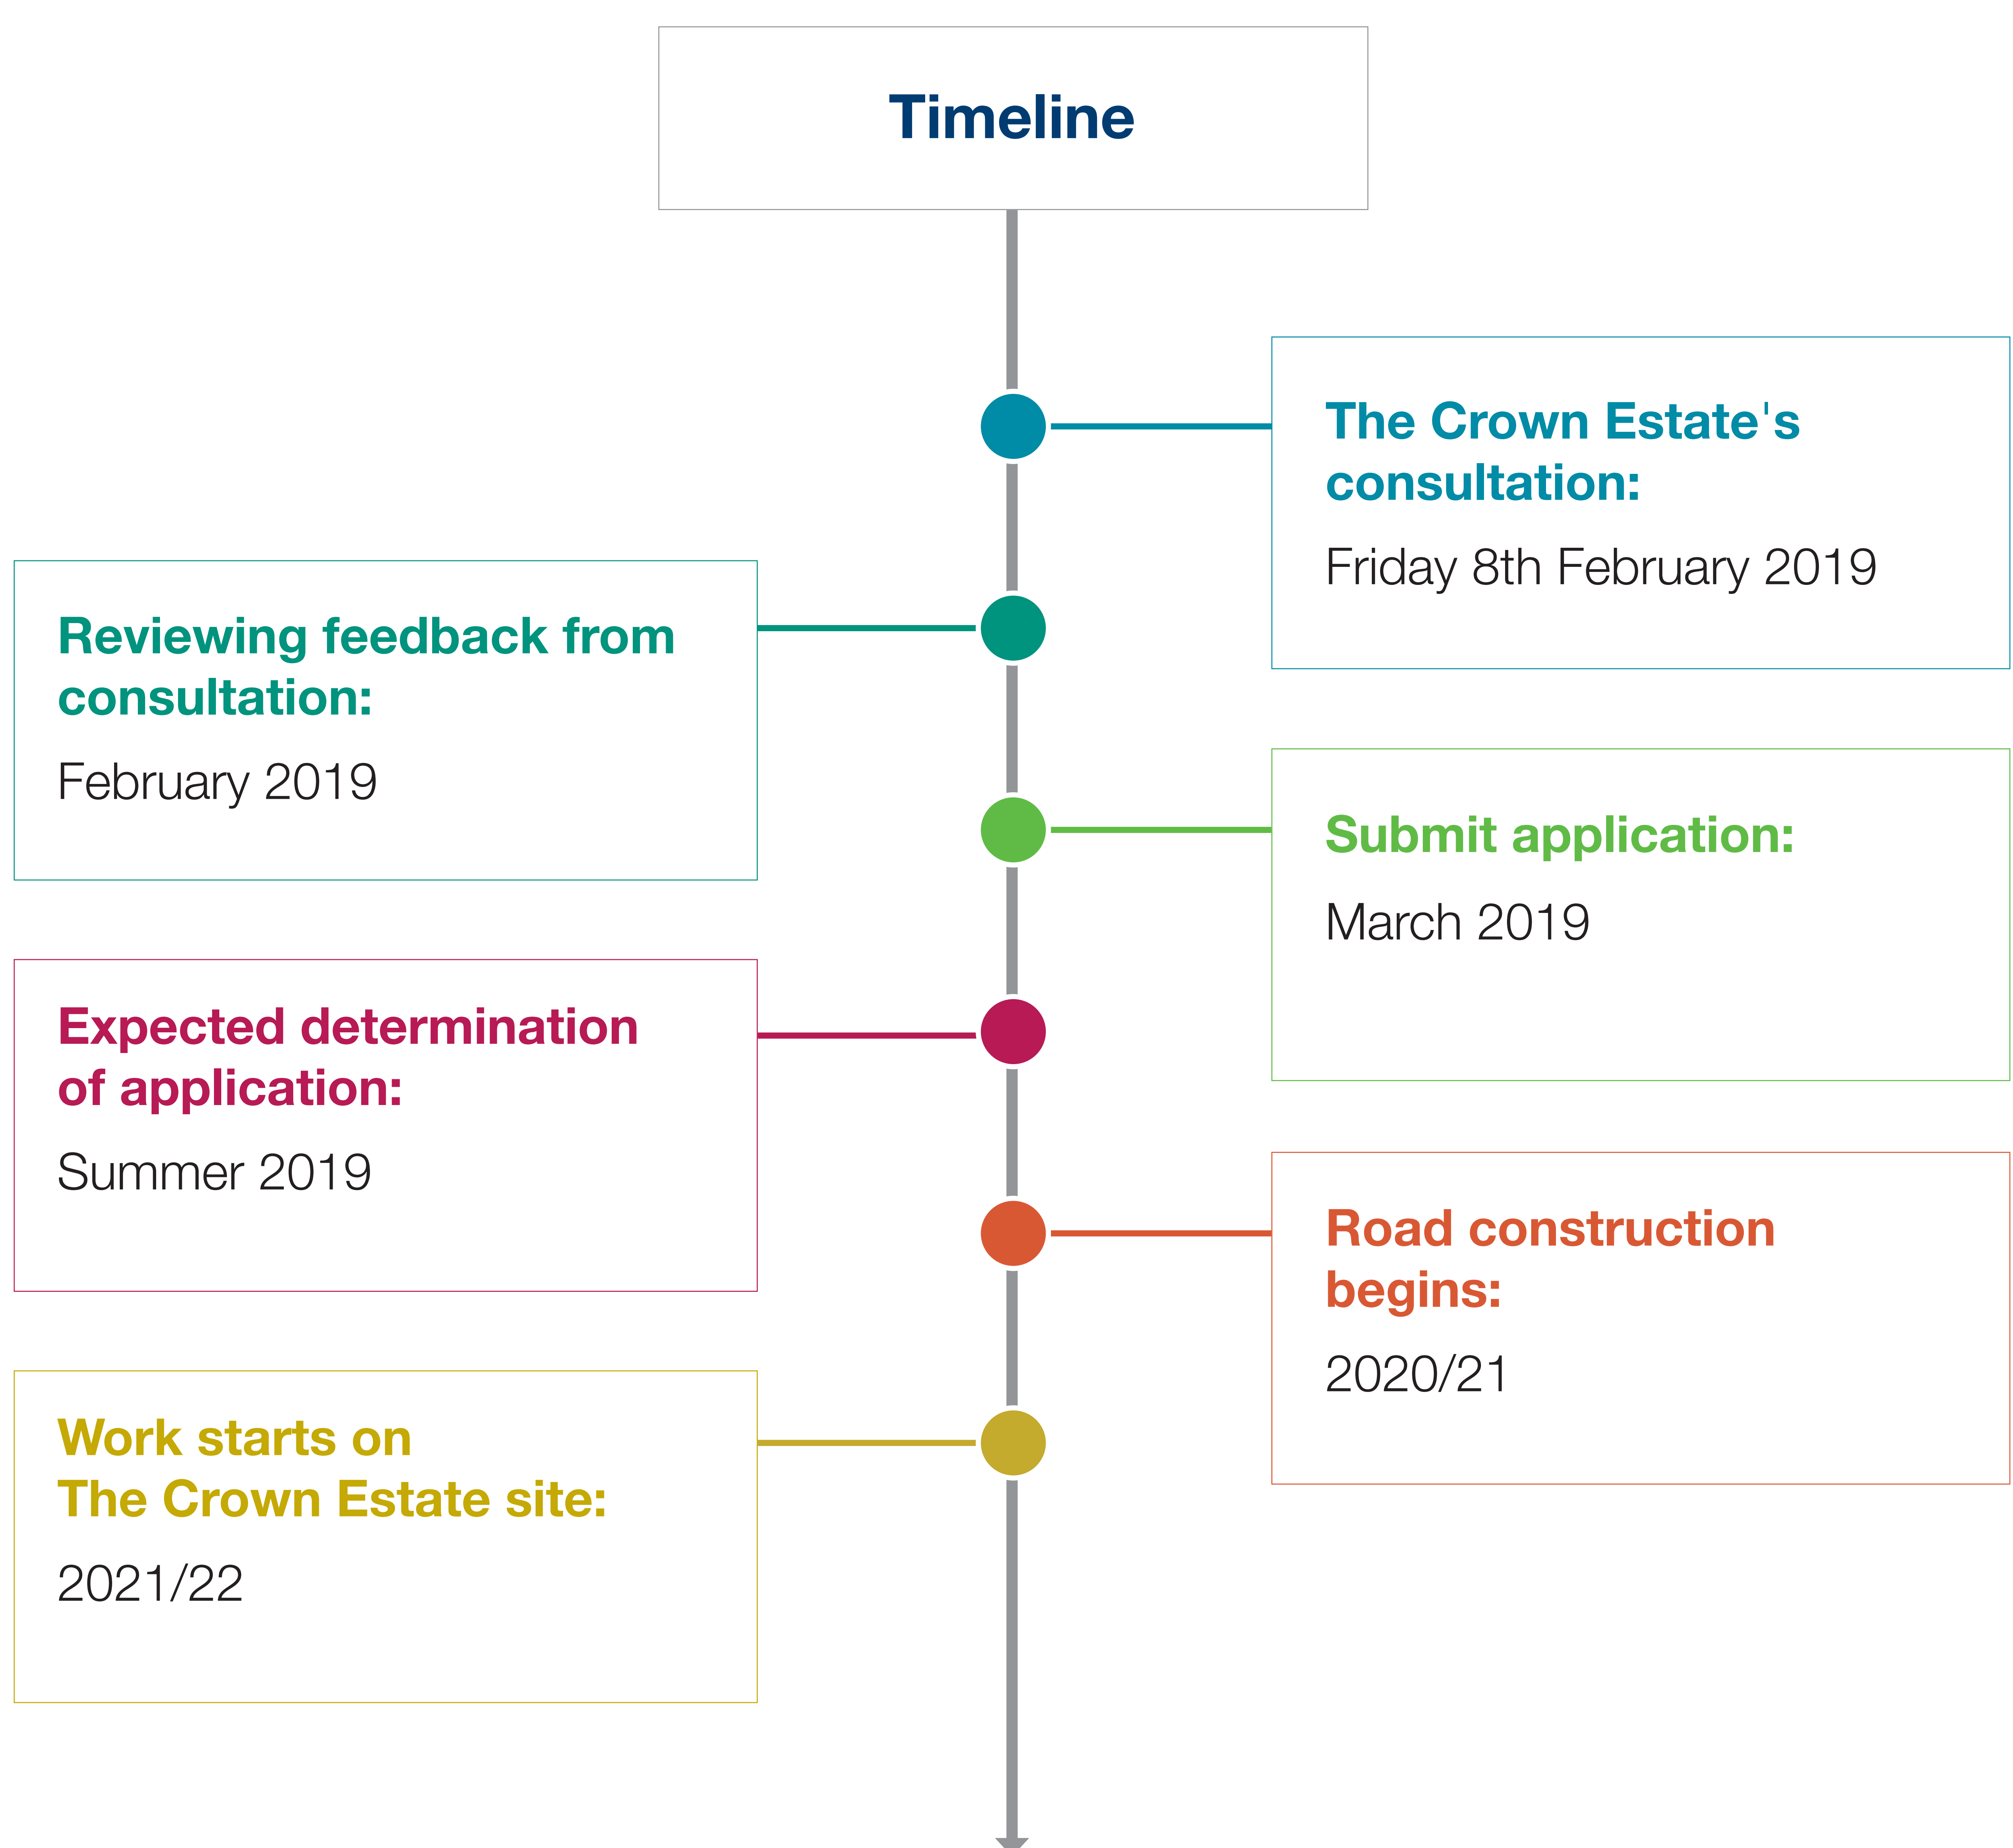 Timeline
The Crown Estate's
consultation:
Friday 8th February 2019
Reviewing feedback from
consultation:
February 2019
Submit application:
March 2019
Expected determination
of application:
Summer 2019
Road construction
begins:
2020/21
Work starts on
The Crown Estate site:
2021/22